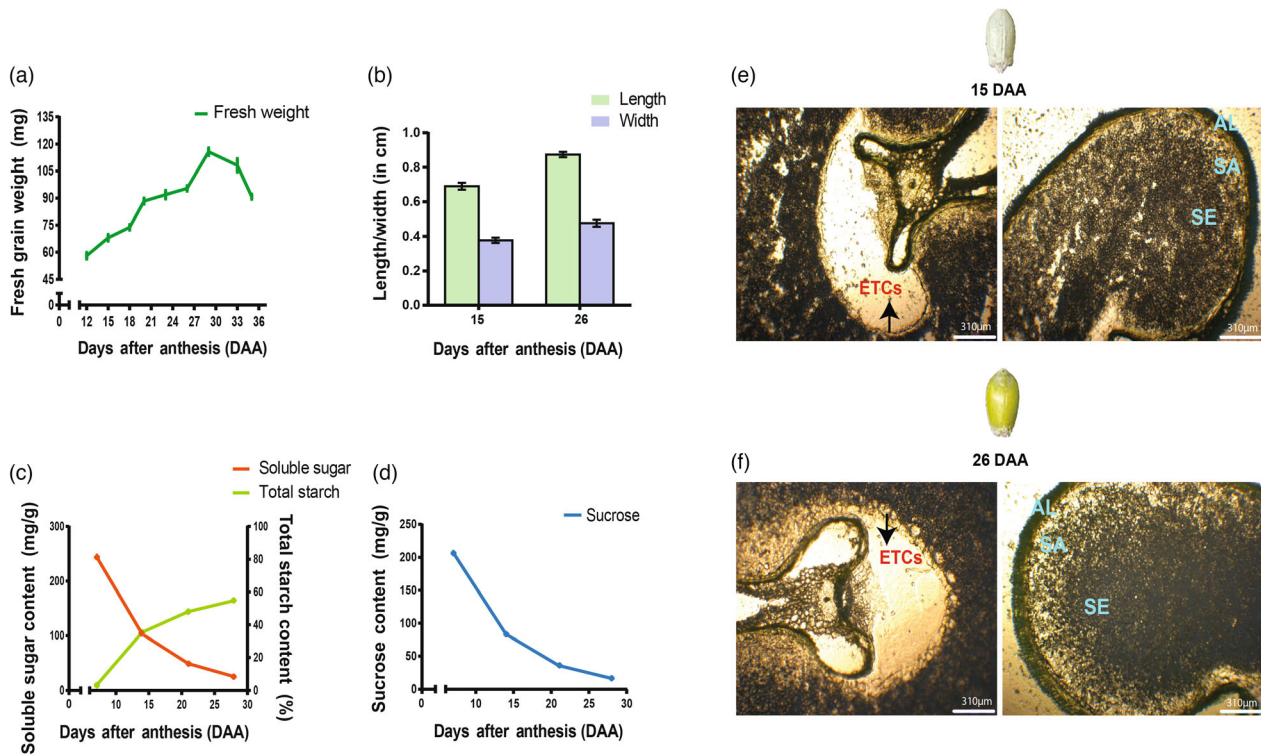 (a)
Fresh weight
Fresh grain weight (mg)
135
120
105
90
75
60
45
0
0 12 15 18 21 24 27 30 33 36
Days after anthesis (DAA)
(b)
Length
Width
Length/width (in cm)
1.0
0.8
0.6
0.4
0.2
0.0
15 26
Days after anthesis (DAA)
(c)
Soluble sugar
Total starch
Soluble sugar content (mg/g)
300
200
100
0
Total starch content (%)
100
80
60
40
20
0
0 10 15 20 25 30
Days after anthesis (DAA)
(d)
Sucrose
Sucrose content (mg/g)
250
200
150
100
50
0
0 10 15 20 25 30
Days after anthesis (DAA)
(e)
15 DAA
ETCs
310µm
AL
SA
SE
310µm
26 DAA
(f)
ETCs
310µm
AL
SA
SE
310µm